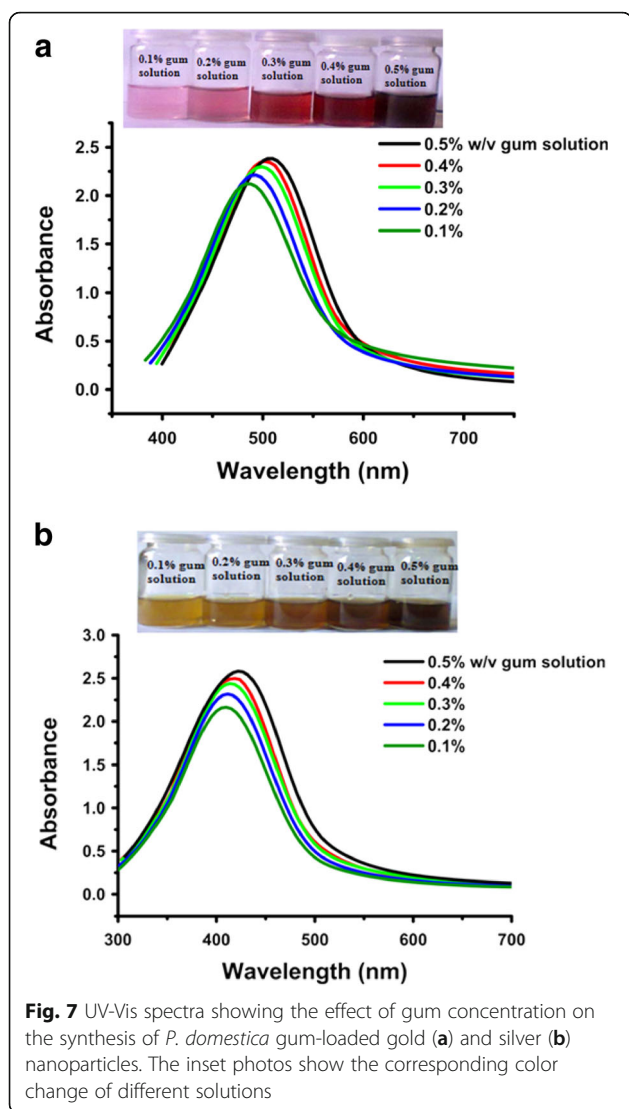 a
0.1% gum
solution
0.2% gum
solution
0.3% gum
solution
0.4% gum
solution
0.5% gum
solution
2.5
2.0
1.5
1.0
0.5
0.0
Absorbance
0.5% w/v gum solution
0.4%
0.3%
0.2%
0.1%
400 500 600 700
Wavelength (nm)
b
0.1% gum
solution
0.2% gum
solution
0.3% gum
solution
0.4% gum
solution
0.5% gum
solution
3.0
2.5
2.0
1.5
1.0
0.5
0.0
Absorbance
0.5% w/v gum solution
0.4%
0.3%
0.2%
0.1%
300 400 500 600 700
Wavelength (nm)
Fig. 7 UV-Vis spectra showing the effect of gum concentration on
the synthesis of P. domestica gum-loaded gold (a) and silver (b)
nanoparticles. The inset photos show the corresponding color
change of different solutions